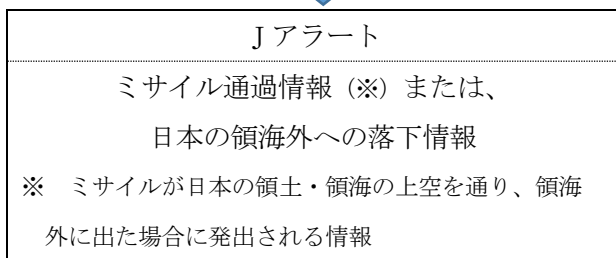 Jアラート
ミサイル通過情報（※）または、
日本の領海外への落下情報
※　ミサイルが日本の領土・領海の上空を通り、領海
外に出た場合に発出される情報